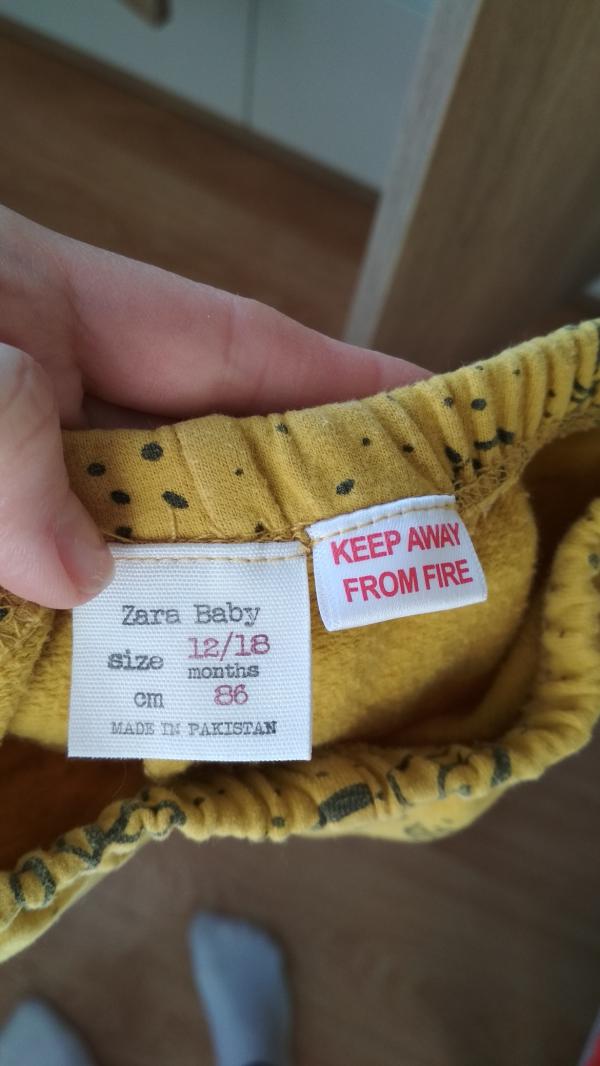 Zara Baby
size 12/18
months
cm 86
MADE IN PAKISTAN
KEEP AWAY
FROM FIRE